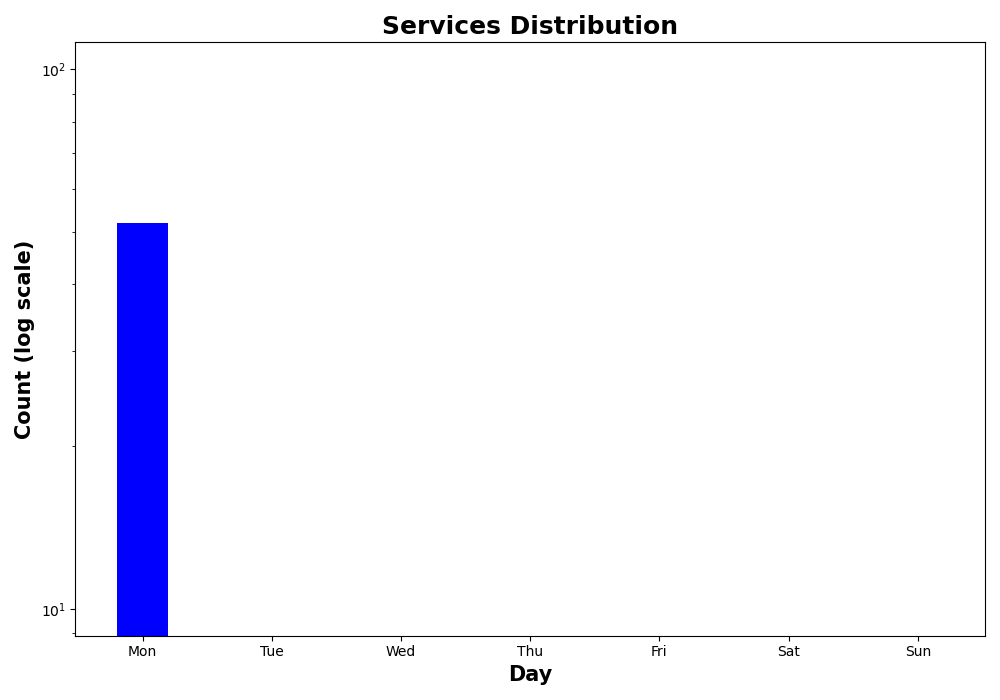 Services Distribution
10²
10¹
Count (log scale)
Mon Tue Wed Thu Fri Sat Sun
Day